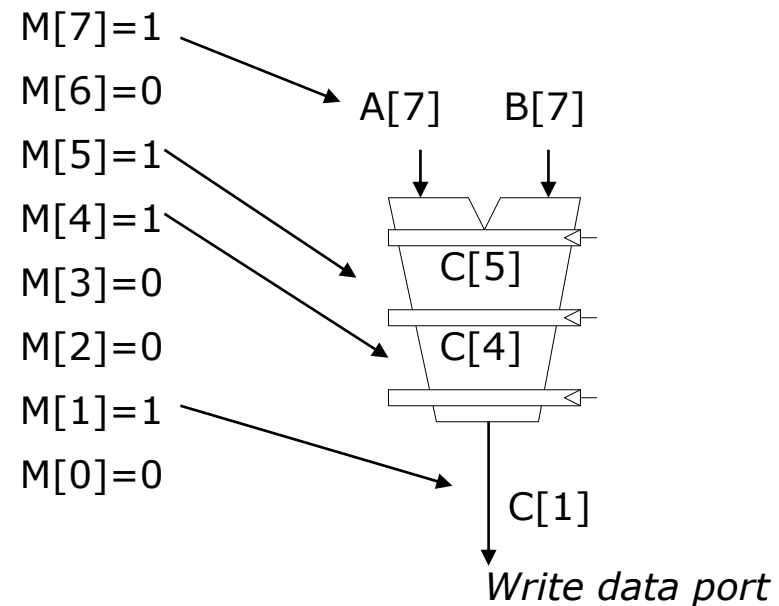 M[7]=1
M[6]=0
M[5]=1
M[4]=1
M[3]=0
M[2]=0
M[1]=1
M[0]=0
A[7] B[7]
C[5]
C[4]
C[1]
Write data port